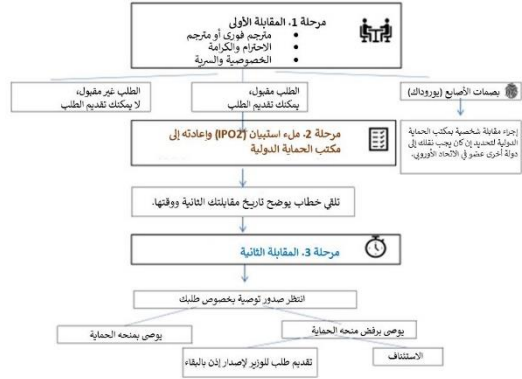 مرحلة 1. المقابلة الأولى
مترجم فوري أو مترجم
الاحترام والكرامة
الخصوصية والسرية
بصمات الأصابع (يوروداك)
الطلب مقبول،
يمكنك تقديم الطلب
الطلب غير مقبول،
لا يمكنك تقديم الطلب
إجراء مقابلة شخصية بمكتب الحماية
الدولية لتحديد إن كان يجب نقلك إلى
دولة أخرى عضو في الاتحاد الأوروبي.
مرحلة 2. ملء استبيان (IPO2) وإعادته إلى
مكتب الحماية الدولية
تلقي خطاب يوضح تاريخ مقابلتك الثانية ووقتها.
مرحلة 3. المقابلة الثانية
انتظر صدور توصية بخصوص طلبك
يوصى برفض منحه الحماية
يوصى بمنحه الحماية
الاستئناف
تقديم طلب للوزير لإصدار إذن بالبقاء